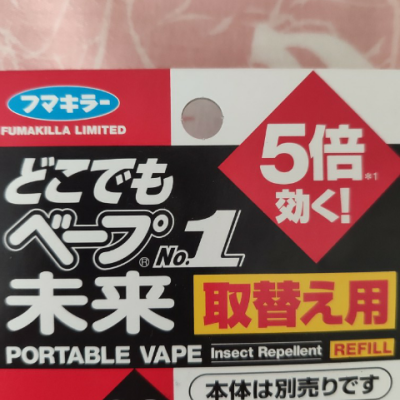 フマキラー
FUMAKILLA LIMITED
5倍
効く!※1
どこでも
ベープ®No.1
未来 取替え用
PORTABLE VAPE Insect Repellent REFILL
本体は別売りです